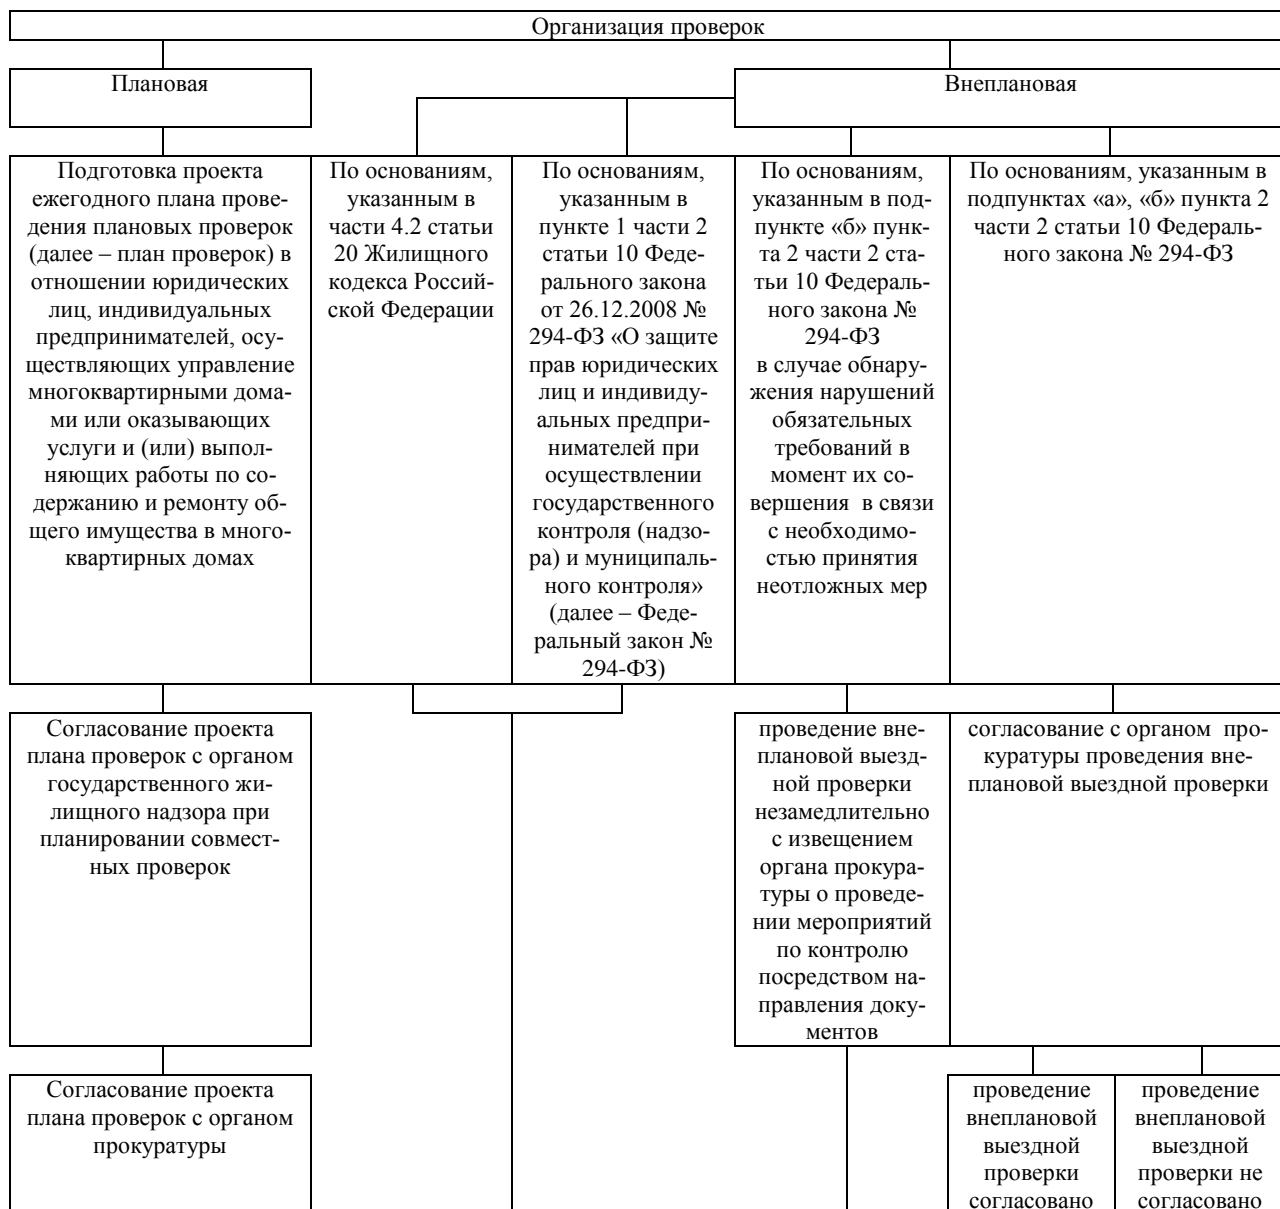 Организация проверок
Плановая
Внеплановая
Подготовка проекта
ежегодного плана прове-
дения плановых проверок
(далее – план проверок) в
отношении юридических
лиц, индивидуальных
предпринимателей, осу-
ществляющих управление
многоквартирными дома-
ми или оказывающих
услуги и (или) выпол-
няющих работы по со-
держанию и ремонту об-
щего имущества в много-
квартирных домах
По основаниям,
указанным в
части 4.2 статьи
20 Жилищного
кодекса Россий-
ской Федерации
По основаниям,
указанным в
пункте 1 части 2
статьи 10 Феде-
рального закона
от 26.12.2008 №
294-ФЗ «О защите
прав юридических
лиц и индивиду-
альных предпри-
нимателей при
осуществлении
государственного
контроля (надзо-
ра) и муниципаль-
ного контроля»
(далее – Феде-
ральный закон №
294-ФЗ)
По основаниям,
указанным в под-
пункте «б» пунк-
та 2 части 2 ста-
тьи 10 Федераль-
ного закона №
294-ФЗ
в случае обнару-
жения нарушений
обязательных
требований в
момент их со-
вершения в связи
с необходимо-
стью принятия
неотложных мер
По основаниям, указанным в
подпунктах «а», «б» пункта 2
части 2 статьи 10 Федераль-
ного закона № 294-ФЗ
Согласование проекта
плана проверок с органом
государственного жи-
лищного надзора при
планировании совмест-
ных проверок
проведение вне-
плановой выезд-
ной проверки
незамедлительно
с извещением
органа прокура-
туры о проведе-
нии мероприятий
по контролю
посредством на-
правления доку-
ментов
согласование с органом про-
куратуры проведения вне-
плановой выездной проверки
Согласование проекта
плана проверок с органом
прокуратуры
проведение
внеплановой
выездной
проверки
согласовано
проведение
внеплановой
выездной
проверки не
согласовано